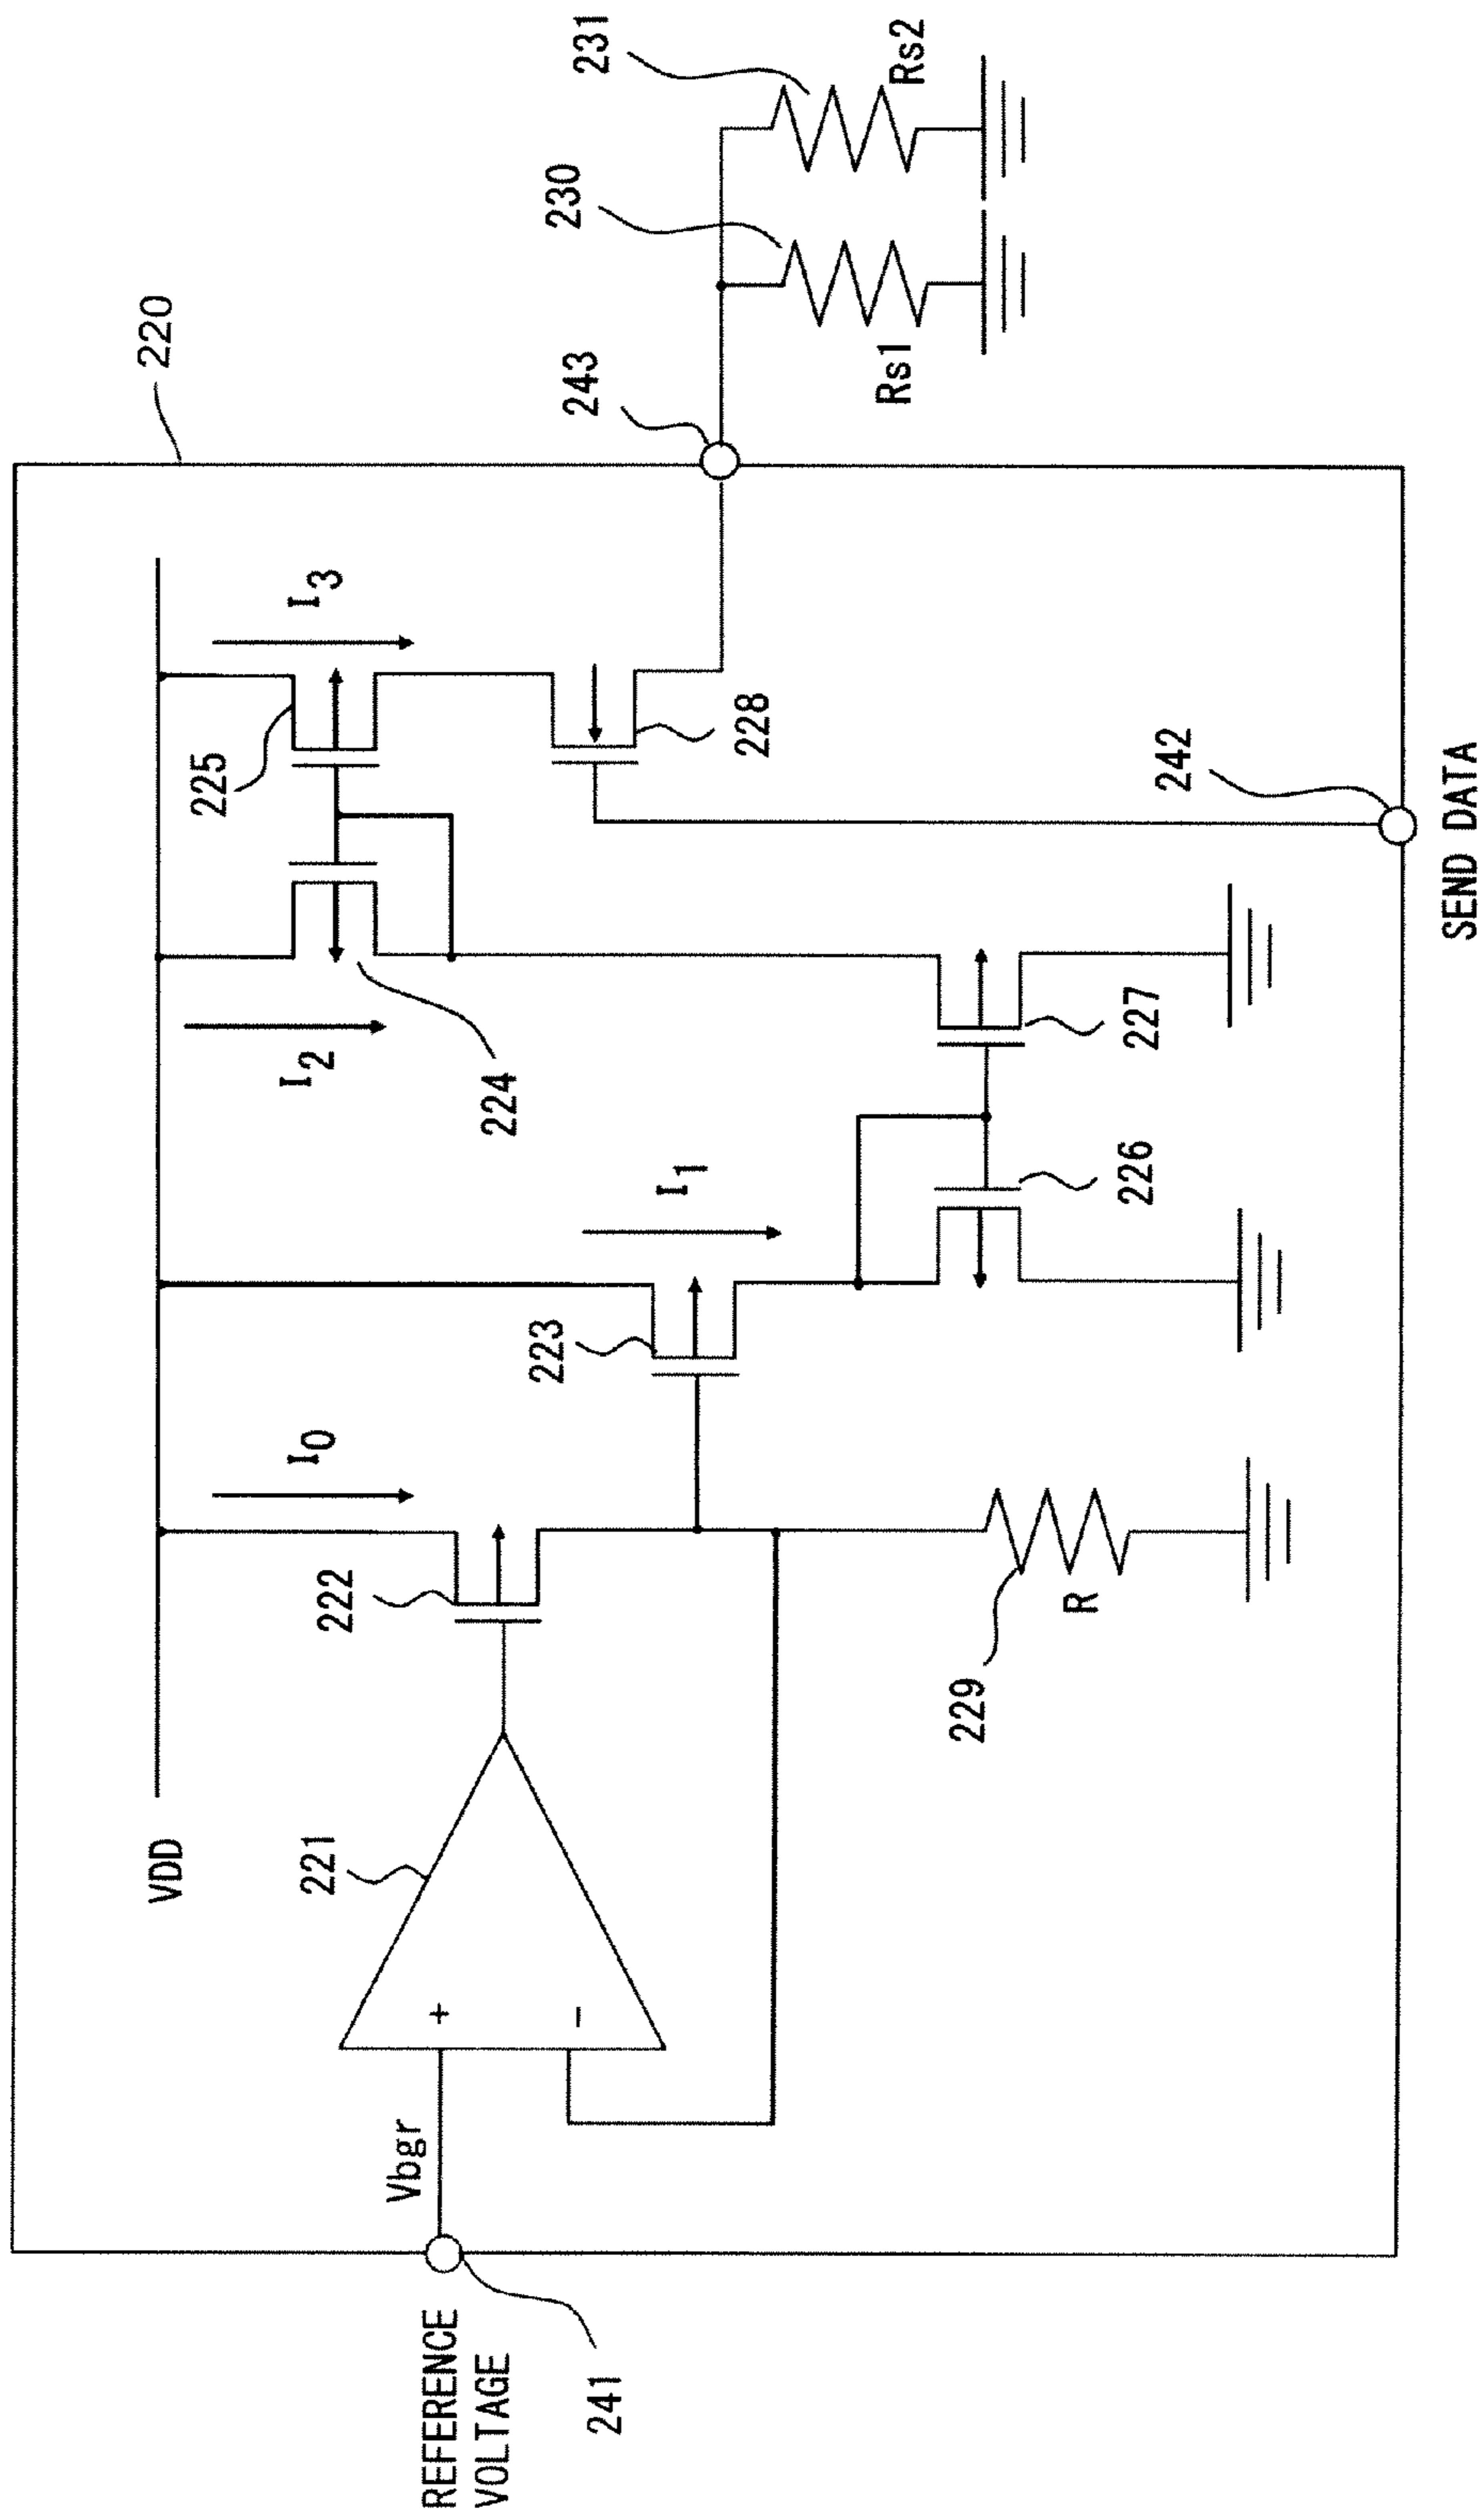 220
VDD
I0
I1
I2
I3
221
222
223
224
225
226
227
228
229
R
+
-
Vbgr
REFERENCE
VOLTAGE
241
242
SEND DATA
243
230
231
Rs1
Rs2